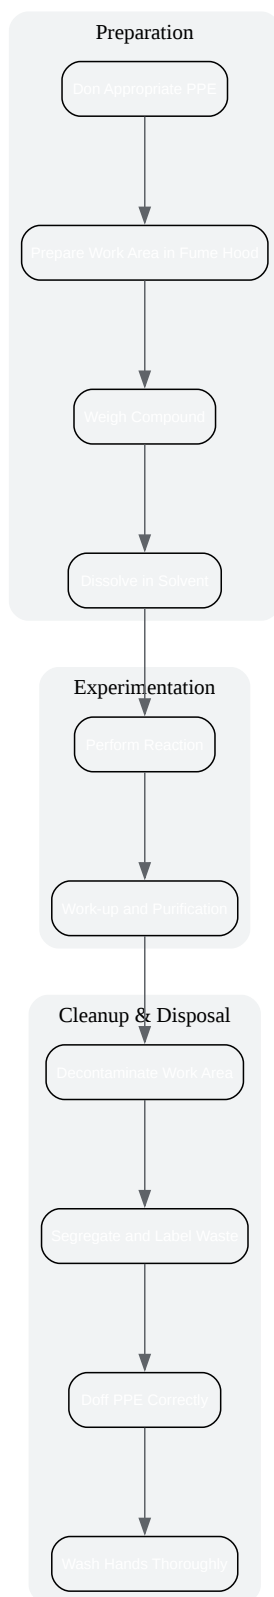 Preparation
Don Appropriate PPE
Prepare Work Area in Fume Hood
Weigh Compound
Dissolve in Solvent
Experimentation
Perform Reaction
Work-up and Purification
Cleanup & Disposal
Decontaminate Work Area
Segregate and Label Waste
Doff PPE Correctly
Wash Hands Thoroughly